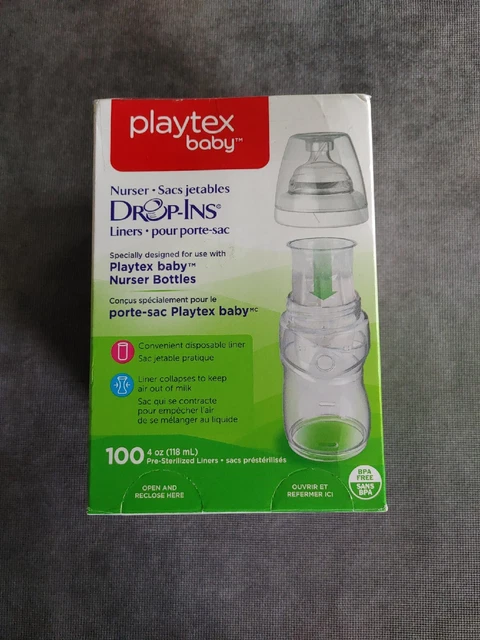 playtex
baby™
Nurser • Sacs jetables
DROP-INS®
Liners • pour porte-sac
Specially designed for use with
Playtex baby™
Nurser Bottles
Conçus spécialement pour le
porte-sac Playtex baby MC
Convenient disposable liner
Sac jetable pratique
Liner collapses to keep
air out of milk
Sac qui se contracte
pour empêcher l'air
de se mélanger au liquide
100 4 oz (118 mL)
Pre-Sterilized Liners • sacs préstérilisés
OPEN AND
RECLOSE HERE
OUVRIR ET
REFERMER ICI
BPA
FREE
SANS
BPA